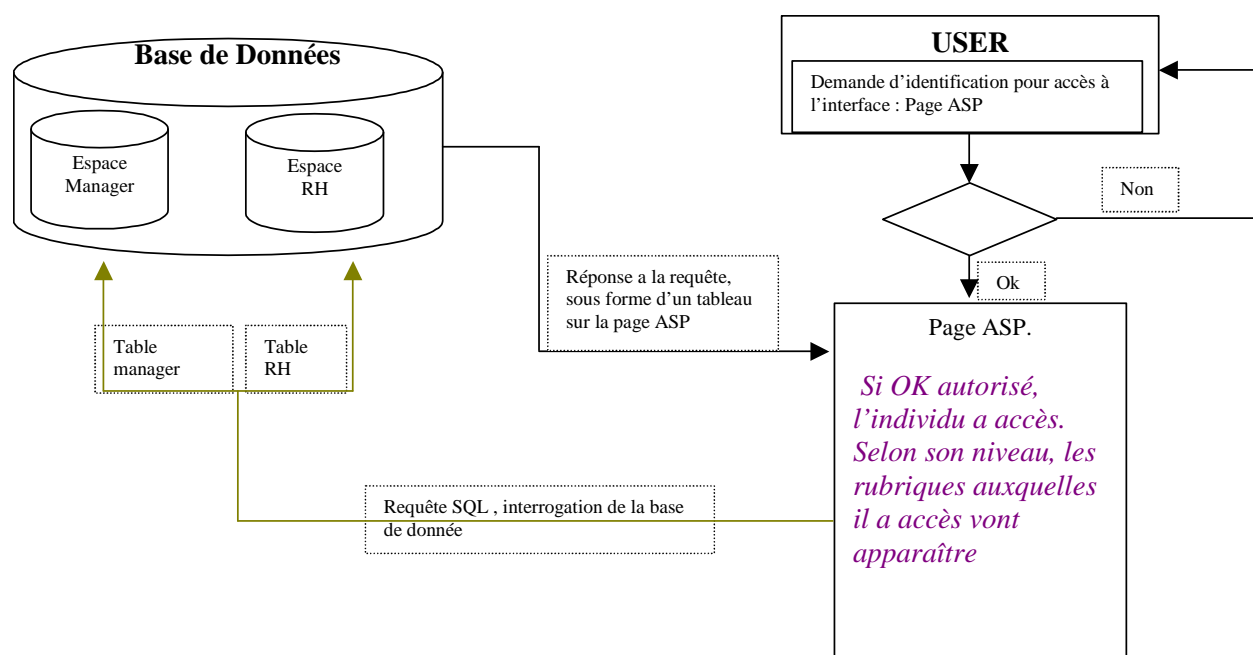 Base de Données
Espace
Manager
Espace
RH
USER
Demande d’identification pour accès à
l’interface : Page ASP
Non
Ok
Réponse a la requête,
sous forme d’un tableau
sur la page ASP
Table
manager
Table
RH
Page ASP.
Si OK autorisé,
l’individu a accès.
Selon son niveau, les
rubriques auxquelles
il a accès vont
apparaître
Requête SQL , interrogation de la base
de donnée